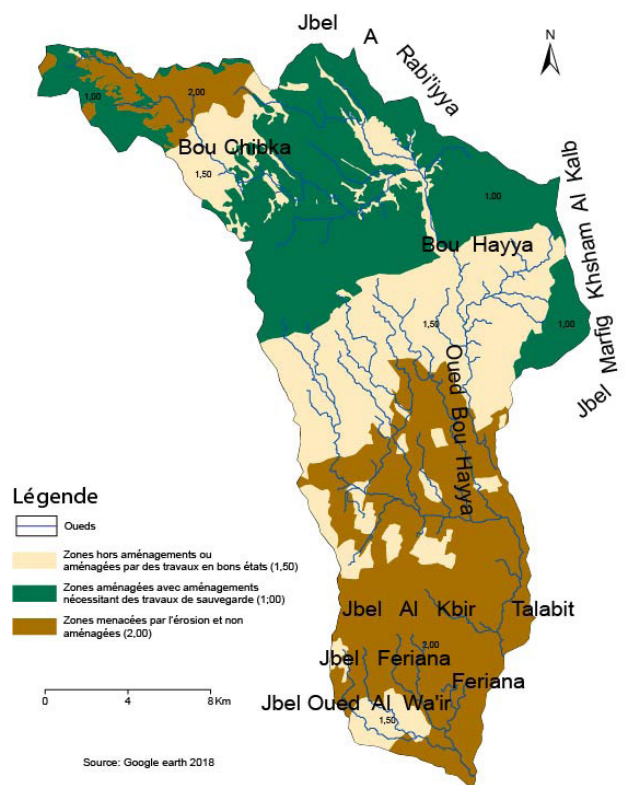 Jbel
A
Rabi'iyya
N
1,00
2,00
Bou Chibka
1,50
1,00
Bou Hayya
Jbel Marfig Khsham Al Kalb
1,50
1,00
Oued Bou Hayya
Légende
Oueds
Zones hors aménagements ou
aménagées par des travaux en bons états (1,50)
Zones aménagées avec aménagements
nécessitant des travaux de sauvegarde (1;00)
Zones menacées par l'érosion et non
aménagées (2,00)
Jbel Al Kbir
Talabit
2,00
Jbel Feriana
Feriana
Jbel Oued Al Wa'ir
1,50
0 4 8 Km
Source: Google earth 2018